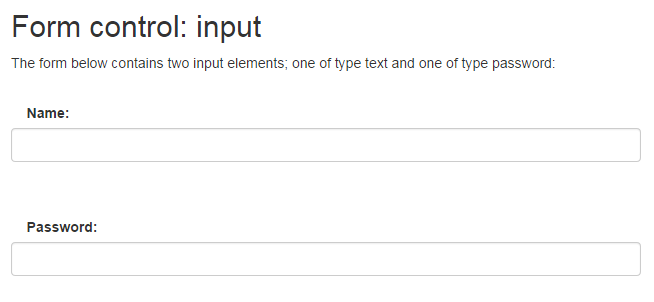 Form control: input
The form below contains two input elements; one of type text and one of type password:
Name:
Password: